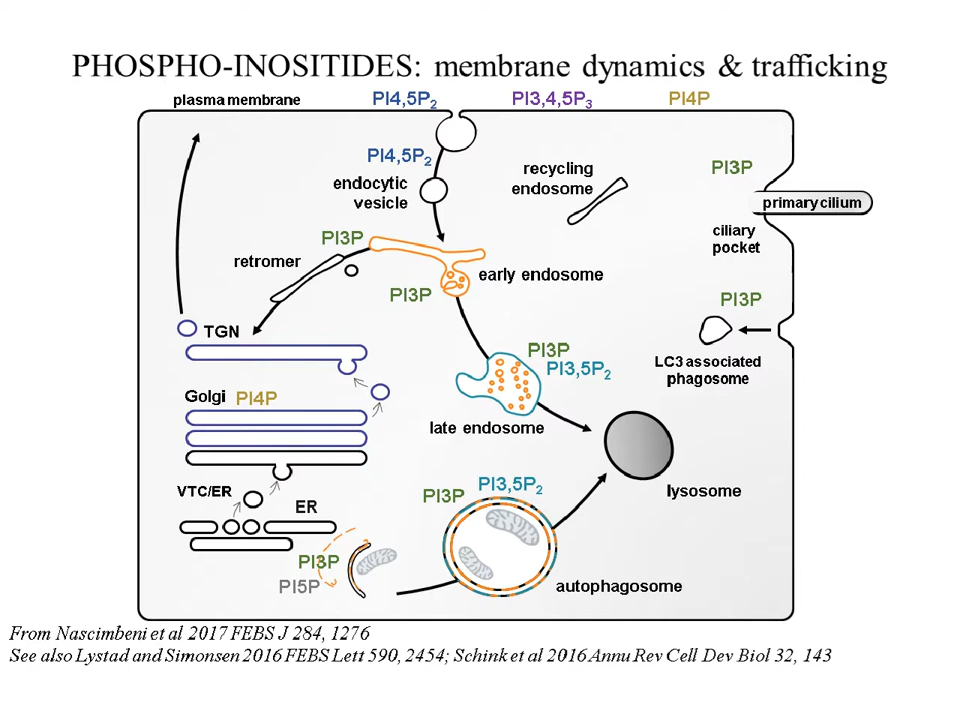 PHOSPHO-INOSITIDES: membrane dynamics & trafficking
plasma membrane
PI4,5P₂
PI3,4,5P₃
PI4P
PI4,5P₂
endocytic
vesicle
recycling
endosome
PI3P
primary cilium
ciliary
pocket
PI3P
retromer
early endosome
PI3P
PI3P
TGN
LC3 associated
phagosome
PI3P
PI3,5P₂
Golgi PI4P
late endosome
VTC/ER
ER
PI3P
PI3,5P₂
lysosome
PI3P
PI5P
autophagosome
From Nascimbeni et al 2017 FEBS J 284, 1276
See also Lystad and Simonsen 2016 FEBS Lett 590, 2454; Schink et al 2016 Annu Rev Cell Dev Biol 32, 143